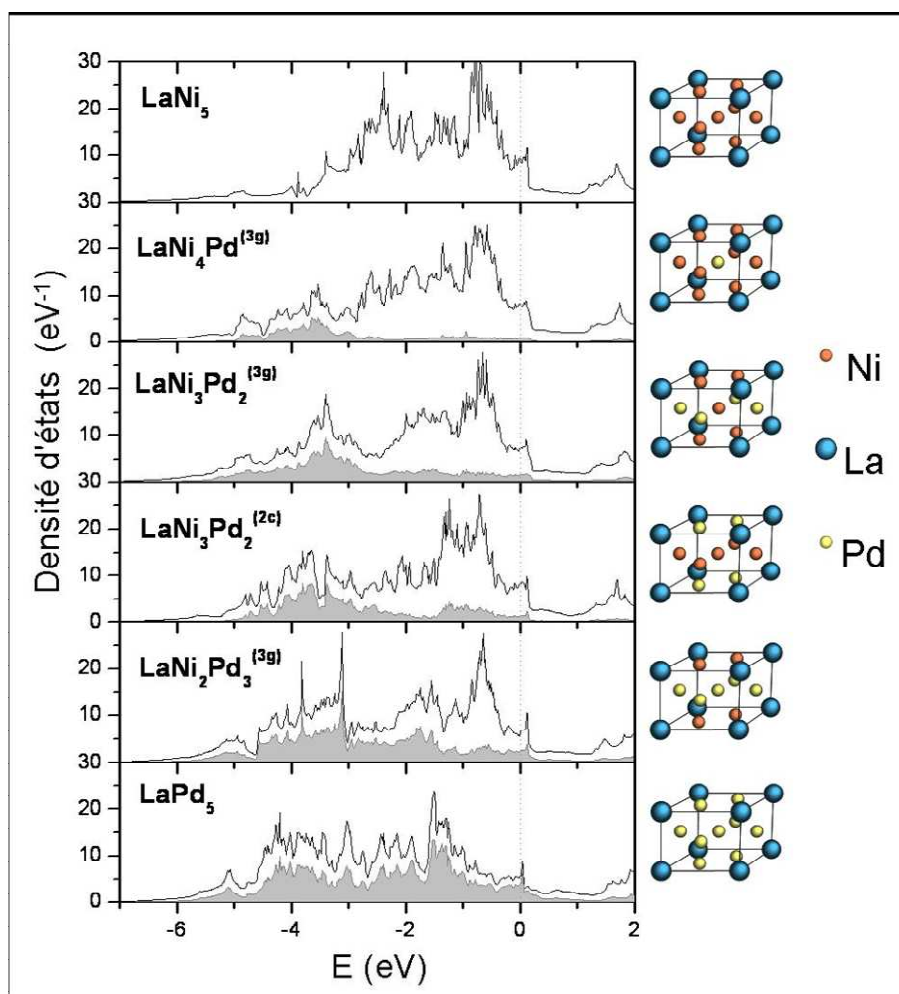 Densité d'états (eV⁻¹)
30
20
10
LaNi₅
30
20
10
0
LaNi₄Pd⁽³ᵍ⁾
20
10
30
LaNi₃Pd₂⁽³ᵍ⁾
20
10
0
LaNi₃Pd₂⁽²ᶜ⁾
20
10
30
LaNi₂Pd₃⁽³ᵍ⁾
20
10
0
LaPd₅
-6
-4
-2
0
2
E (eV)
Ni
La
Pd